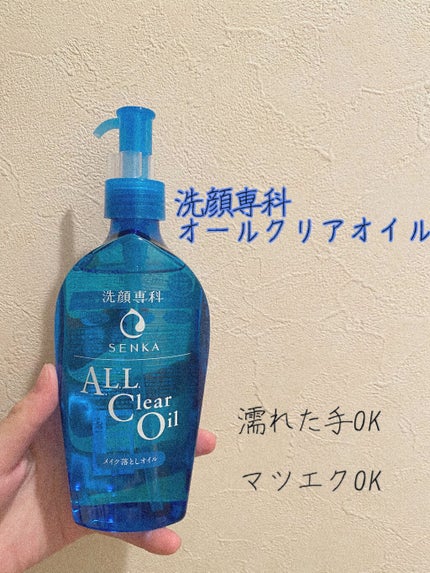 洗顔専科
オールクリアオイル
洗顔専科
SENKA
A.L.L.
Clear
Oil
メイク落としオイル
濡れた手OK
マツエクOK